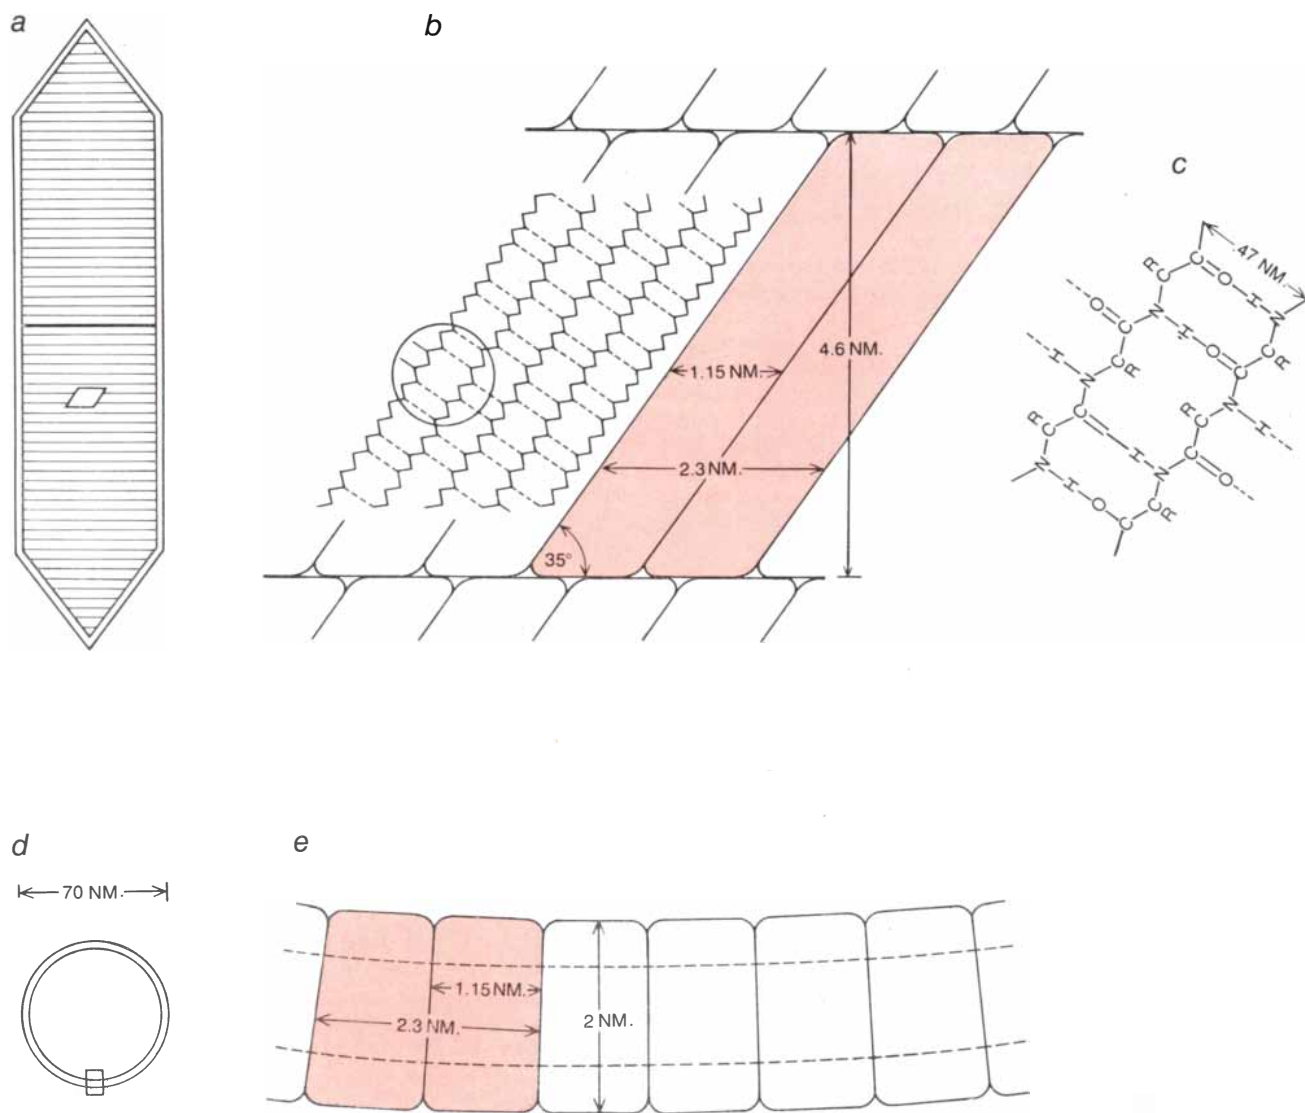 a
b
c
4.6 NM.
1.15 NM.
2.3 NM.
35°
.47 NM.
R C C O H N
O C C N H O C C R
H N C R R C N H
R C C H N C C O
N H O C C R
d
70 NM.
e
1.15 NM.
2.3 NM.
2 NM.